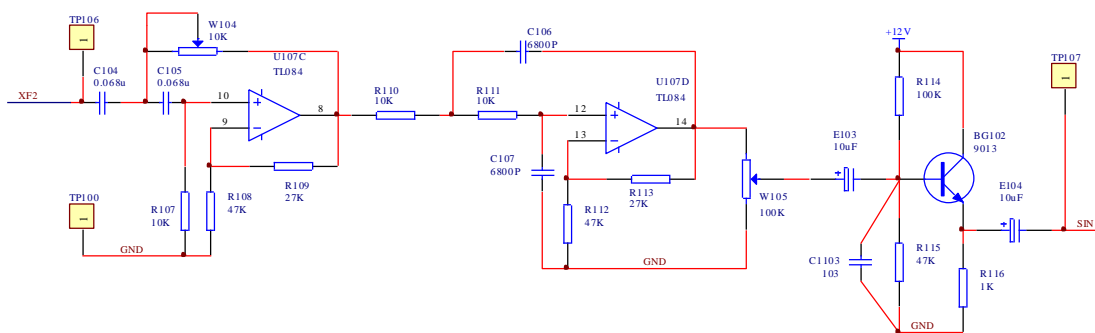 TP106
1
W104
10K
C104
0.068u
C105
0.068u
XF2
U107C
TL084
10
9
8
R109
27K
R107
10K
R108
47K
TP100
1
GND
C106
6800P
R110
10K
R111
10K
U107D
TL084
12
13
14
C107
6800P
R113
27K
R112
47K
W105
100K
GND
+12V
R114
100K
E103
10uF
BG102
9013
TP107
1
E104
10uF
SIN
C1103
103
R115
47K
R116
1K
GND